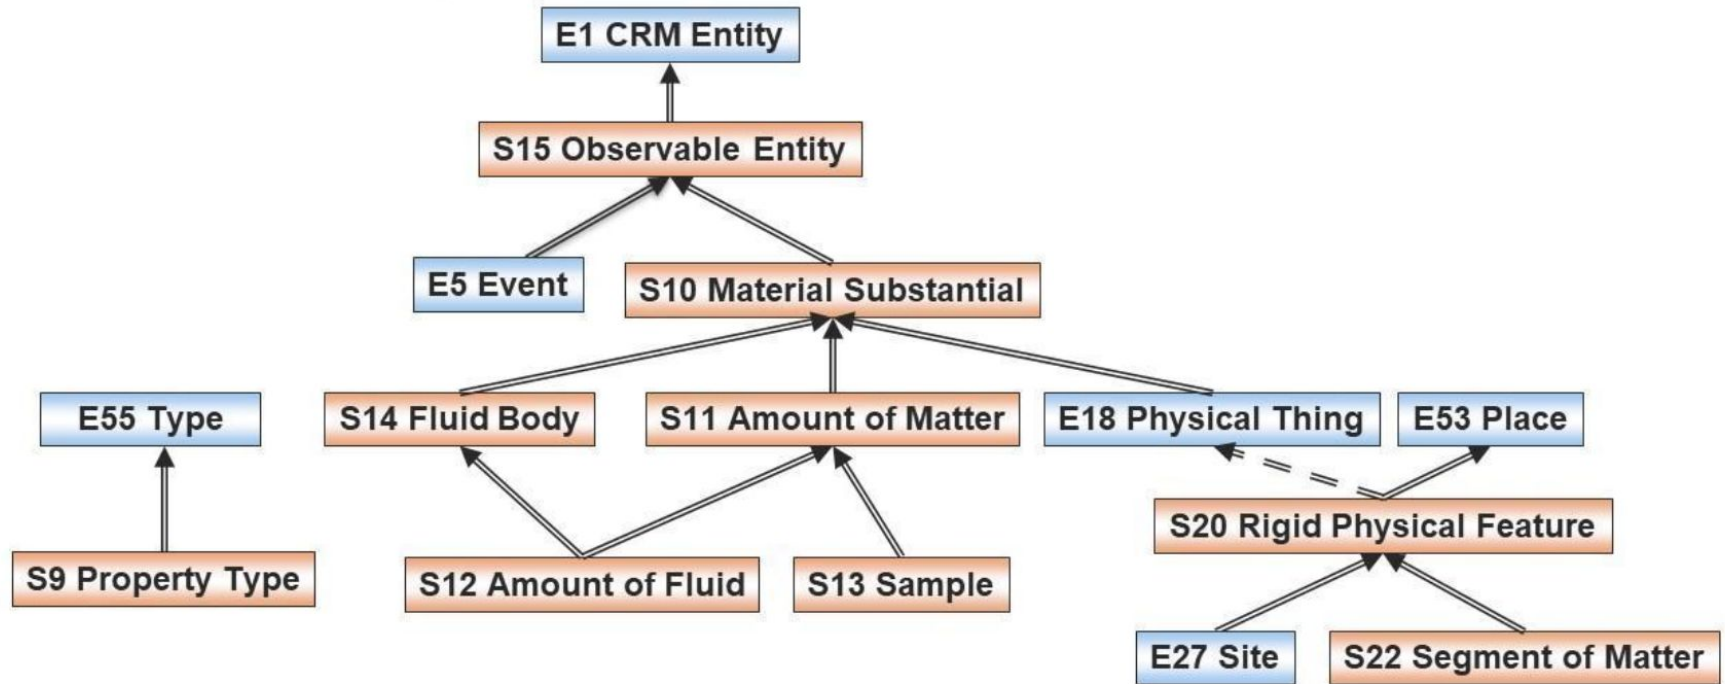 E1 CRM Entity
S15 Observable Entity
E5 Event
S10 Material Substantial
E55 Type
S14 Fluid Body
S11 Amount of Matter
E18 Physical Thing
E53 Place
S20 Rigid Physical Feature
S9 Property Type
S12 Amount of Fluid
S13 Sample
E27 Site
S22 Segment of Matter